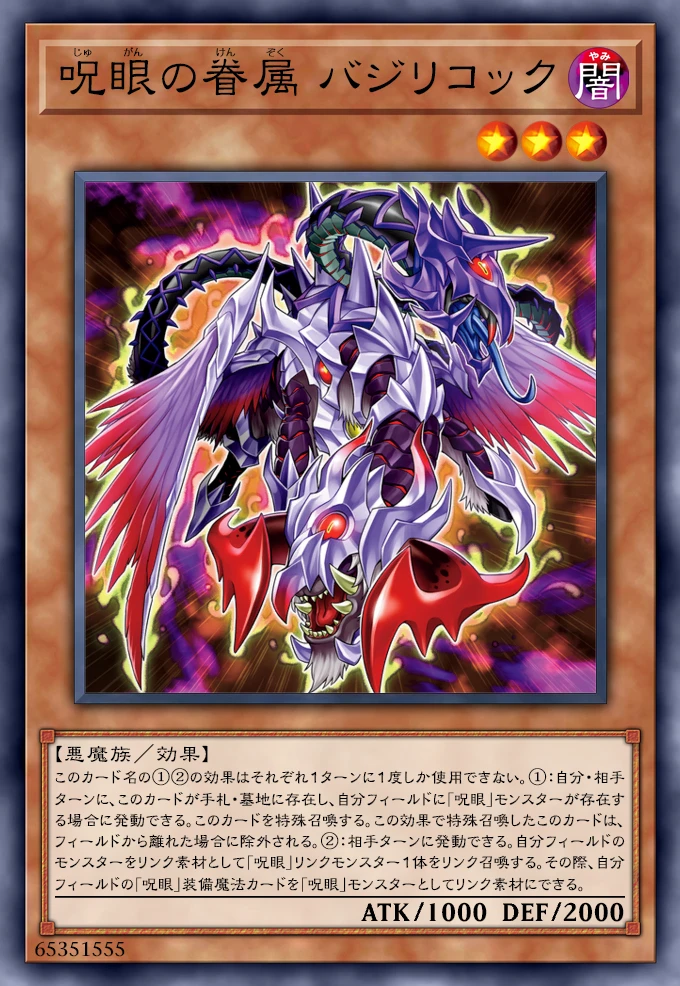 じゅ がん けん ぞく
呪眼の眷属 バジリコック
やみ
闇
【悪魔族／効果】
このカード名の①②の効果はそれぞれ1ターンに1度しか使用できない。①：自分・相手
ターンに、このカードが手札・墓地に存在し、自分フィールドに「呪眼」モンスターが存在す
る場合に発動できる。このカードを特殊召喚する。この効果で特殊召喚したこのカードは、
フィールドから離れた場合に除外される。②：相手ターンに発動できる。自分フィールドの
モンスターをリンク素材として「呪眼」リンクモンスター1体をリンク召喚する。その際、自分
フィールドの「呪眼」装備魔法カードを「呪眼」モンスターとしてリンク素材にできる。
ATK/1000 DEF/2000
65351555